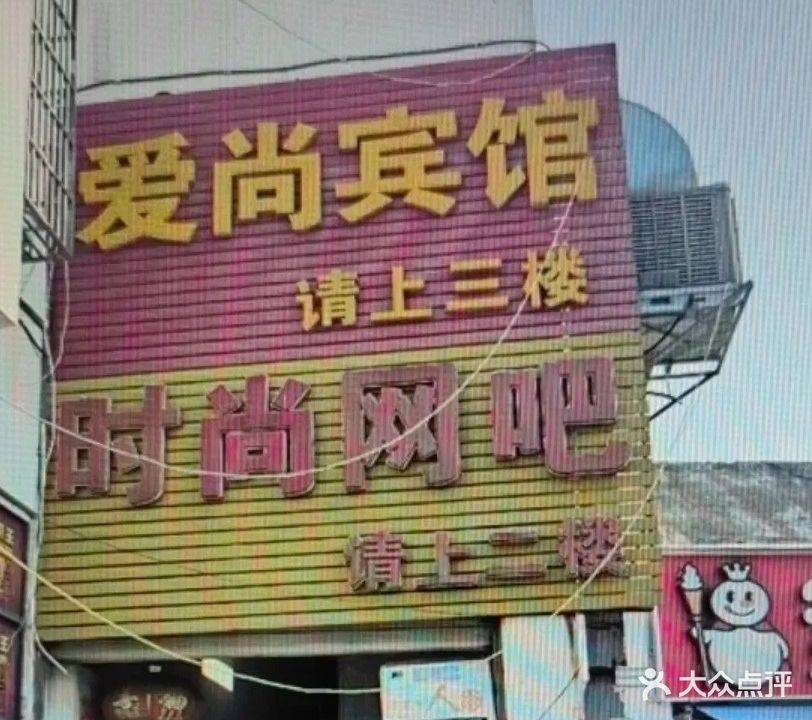 爱尚宾馆
请上三楼
时尚网吧
请上二楼
大众点评